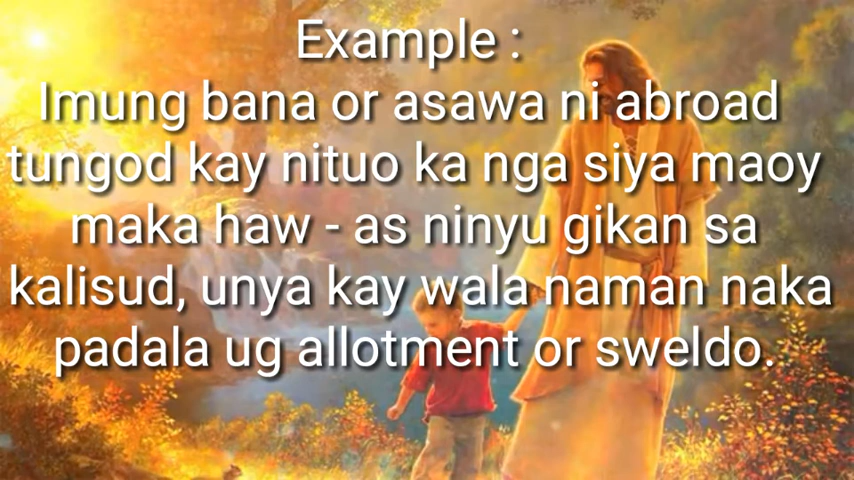 Example :
Imung bana or asawa ni abroad
tungod kay nituo ka nga siya maoy
maka haw - as ninyu gikan sa
kalisud, unya kay wala naman naka
padala ug allotment or sweldo.